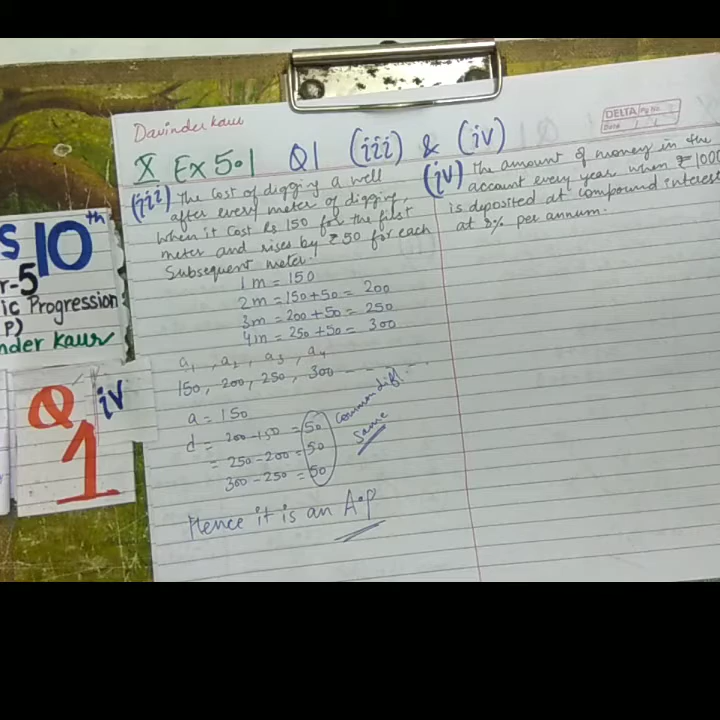 Davinder kaur
DELTA Pg No.
Date
X Ex 5.1 Q1 (iii) & (iv)
(iii) The Cost of digging a well
after every meter of digging,
when it cost Rs 150 for the first
meter and rises by ₹50 for each
Subsequent meter.
1m = 150
2m = 150+50 = 200
3m = 200+50 = 250
4m = 250+50 = 300
a1, a2, a3, a4
150, 200, 250, 300 - - - - - -
a = 150
d = 200-150 = 50
= 250-200 = 50
300-250 = 50
common diff.
same
Hence it is an A.P
(iv) The amount of money in the
account every year when ₹1000
is deposited at compound interest
at 8% per annum.
S 10th
r-5
ic Progression
P)
nder kaur
Q iv
1